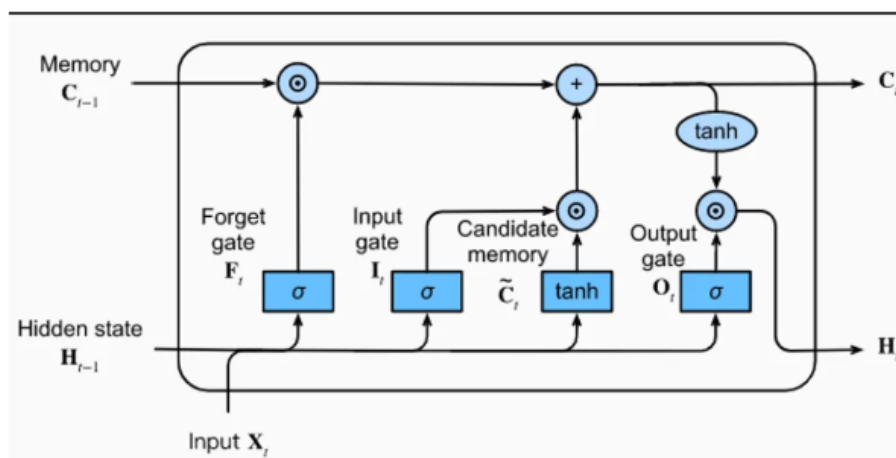 Memory
C_{t-1}
⊙
+
C_t
tanh
Forget
gate
F_t
Input
gate
I_t
Candidate
memory
C̃_t
⊙
Output
gate
O_t
⊙
σ
σ
tanh
σ
Hidden state
H_{t-1}
H
Input X_t